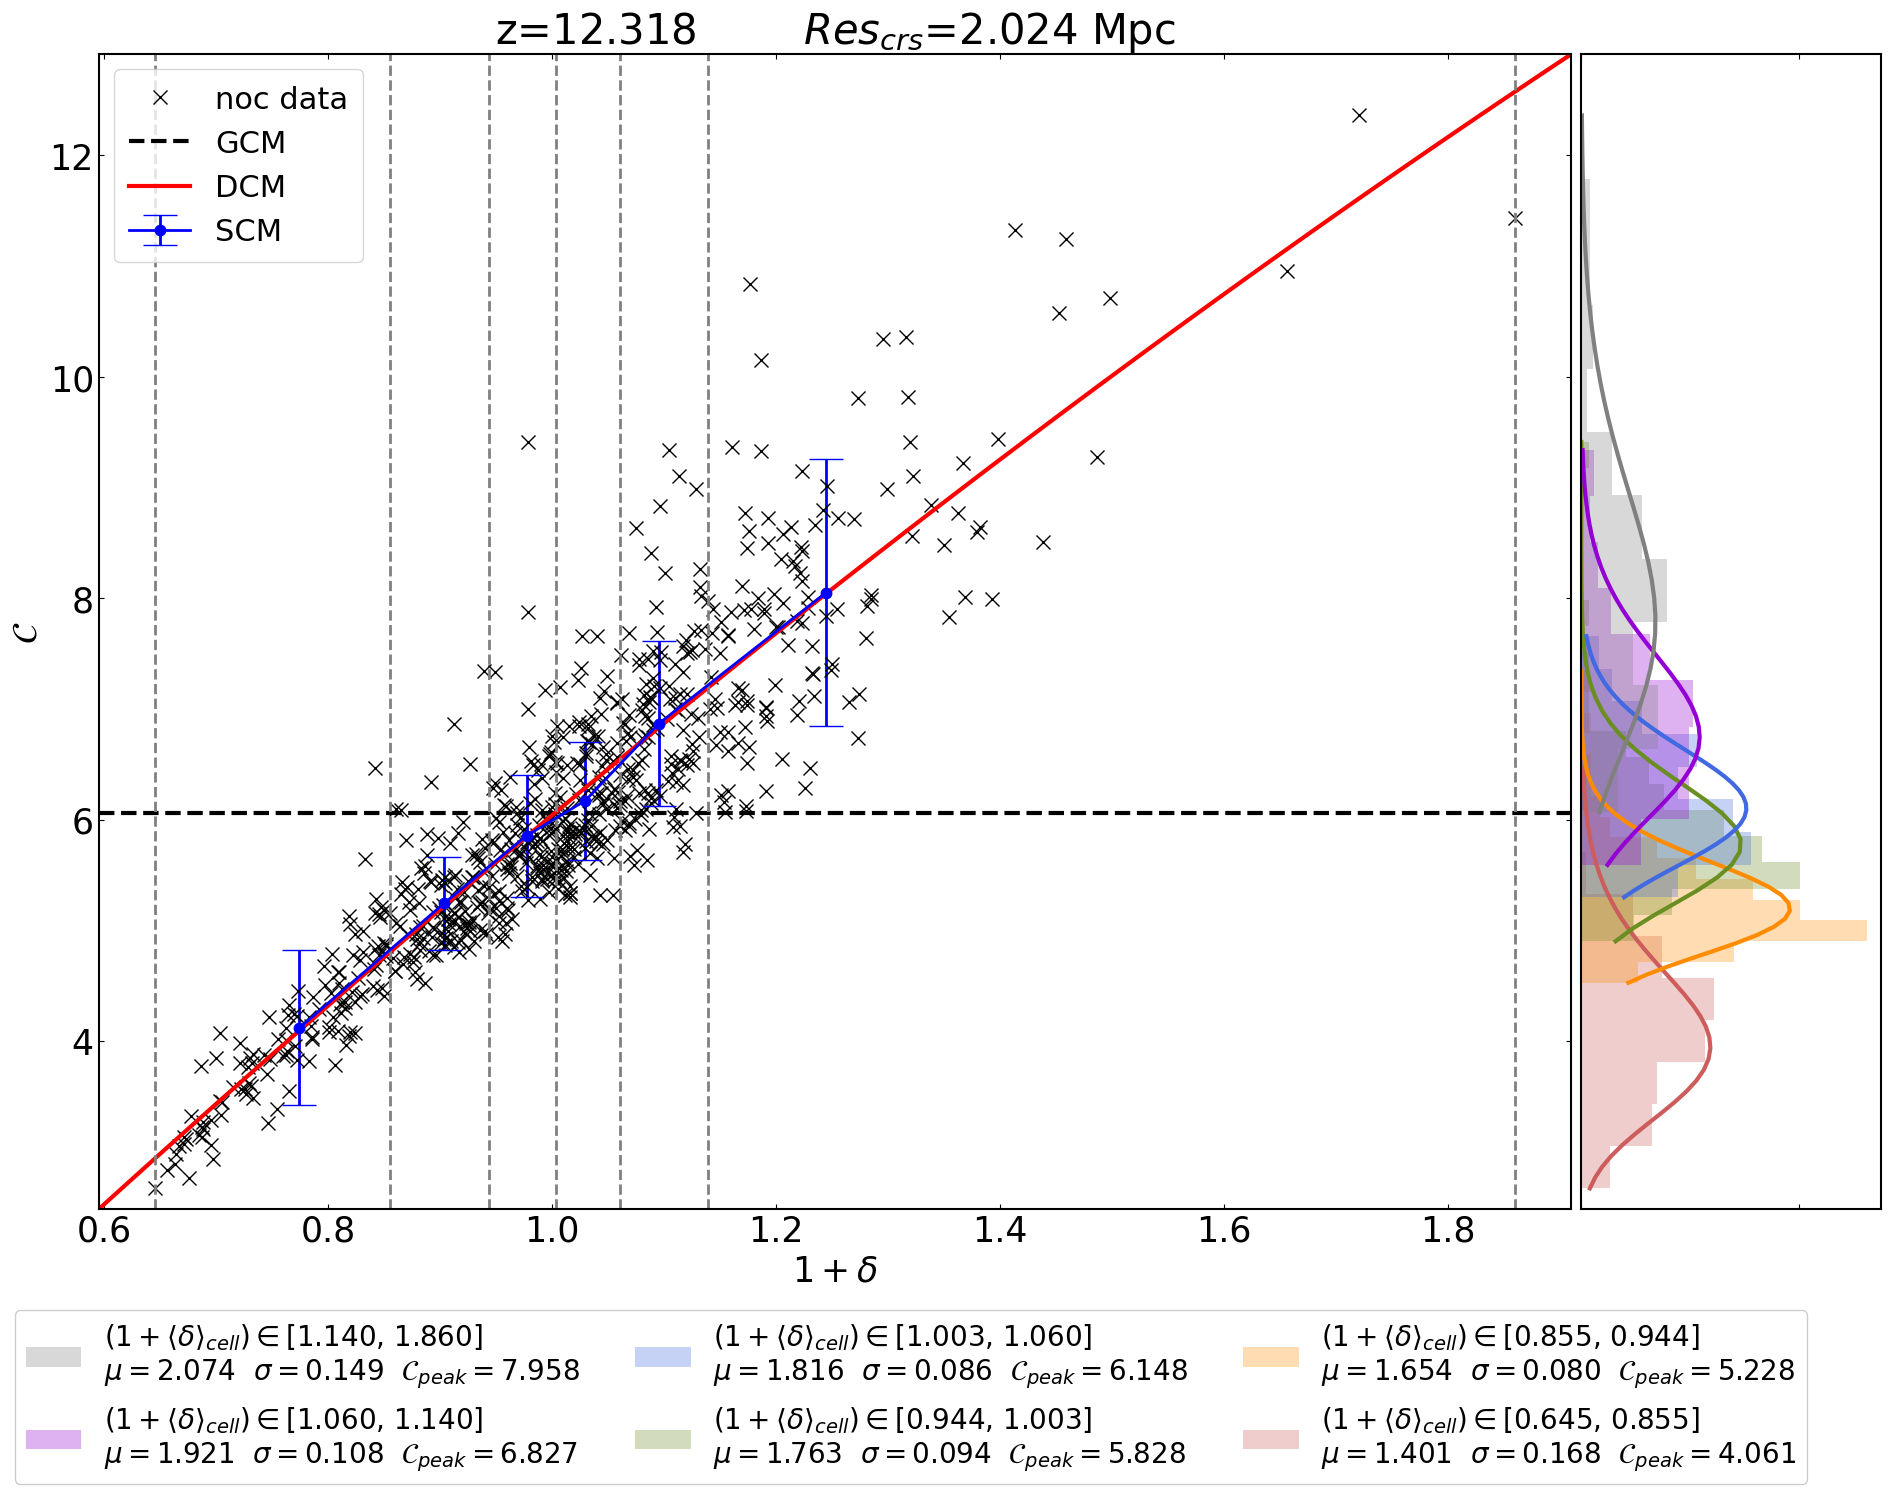 z=12.318 Res_crs=2.024 Mpc
noc data
GCM
DCM
SCM
12
10
8
6
4
𝒞
0.6 0.8 1.0 1.2 1.4 1.6 1.8
1 + δ
(1 + ⟨δ⟩_cell) ∈ [1.140, 1.860]
μ = 2.074 σ = 0.149 𝒞_peak = 7.958
(1 + ⟨δ⟩_cell) ∈ [1.060, 1.140]
μ = 1.921 σ = 0.108 𝒞_peak = 6.827
(1 + ⟨δ⟩_cell) ∈ [1.003, 1.060]
μ = 1.816 σ = 0.086 𝒞_peak = 6.148
(1 + ⟨δ⟩_cell) ∈ [0.944, 1.003]
μ = 1.763 σ = 0.094 𝒞_peak = 5.828
(1 + ⟨δ⟩_cell) ∈ [0.855, 0.944]
μ = 1.654 σ = 0.080 𝒞_peak = 5.228
(1 + ⟨δ⟩_cell) ∈ [0.645, 0.855]
μ = 1.401 σ = 0.168 𝒞_peak = 4.061